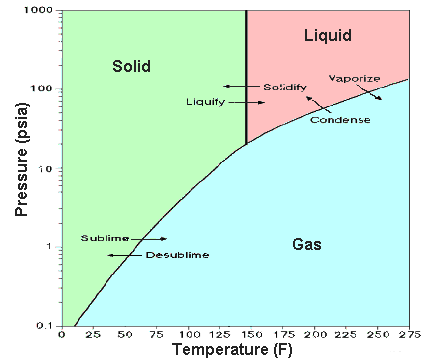 1000
100
10
1
0.1
Pressure (psia)
Solid
Liquid
Vaporize
Solidify
Liquify
Condense
Sublime
Desublime
Gas
0 25 50 75 100 125 150 175 200 225 250 275
Temperature (F)